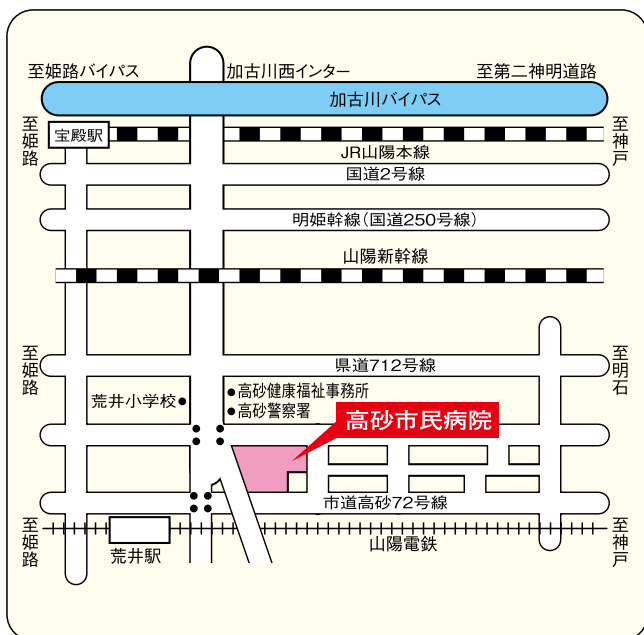 至姫路バイパス
加古川西インター
至第二神明道路
加古川バイパス
至姫路
宝殿駅
至神戸
JR山陽本線
国道2号線
明姫幹線(国道250号線)
山陽新幹線
至姫路
県道712号線
至明石
荒井小学校
高砂健康福祉事務所
高砂警察署
高砂市民病院
市道高砂72号線
至姫路
荒井駅
山陽電鉄
至神戸